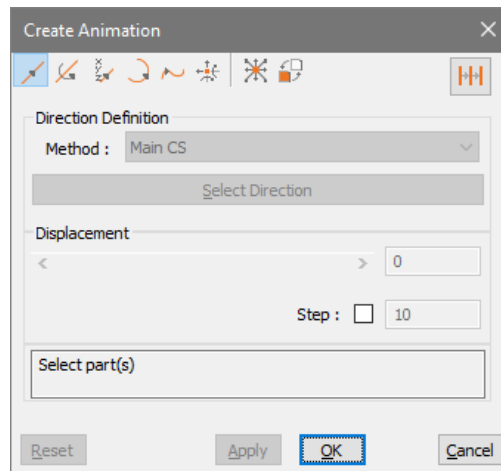 Create Animation
Direction Definition
Method : Main CS
Select Direction
Displacement
0
Step : 10
Select part(s)
Reset Apply OK Cancel